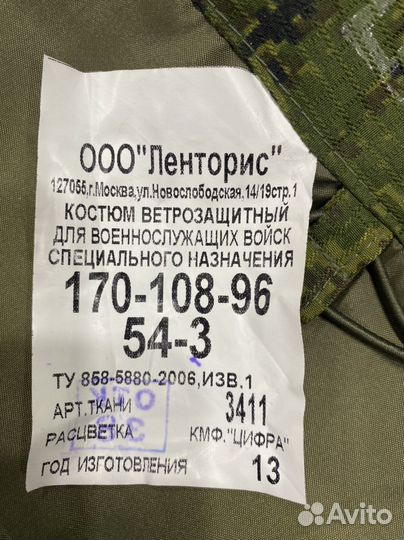 ООО"Ленторис"
127055,г.Москва,ул.Новослободская,14/19стр.1
КОСТЮМ ВЕТРОЗАЩИТНЫЙ
ДЛЯ ВОЕННОСЛУЖАЩИХ ВОЙСК
СПЕЦИАЛЬНОГО НАЗНАЧЕНИЯ
170-108-96
54-3
ТУ 858-5880-2006,ИЗВ.1
АРТ.ТКАНИ 3411
РАСЦВЕТКА КМФ."ЦИФРА"
ГОД ИЗГОТОВЛЕНИЯ 13
Avito